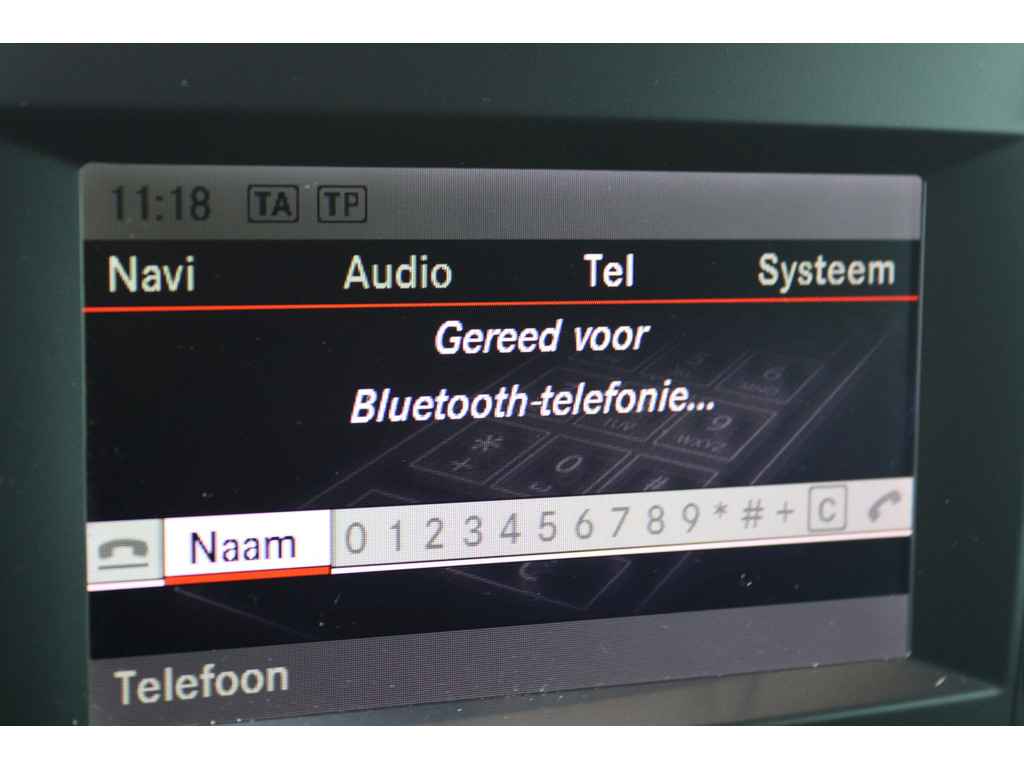 11:18 TA TP
Navi Audio Tel Systeem
Gereed voor
Bluetooth-telefonie...
Naam 0 1 2 3 4 5 6 7 8 9 * # + C
Telefoon